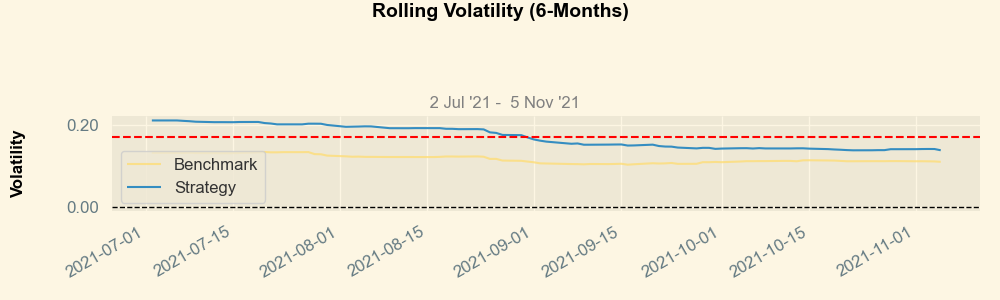 Rolling Volatility (6-Months)
2 Jul '21 - 5 Nov '21
Volatility
0.20
0.00
Benchmark
Strategy
2021-07-01
2021-07-15
2021-08-01
2021-08-15
2021-09-01
2021-09-15
2021-10-01
2021-10-15
2021-11-01